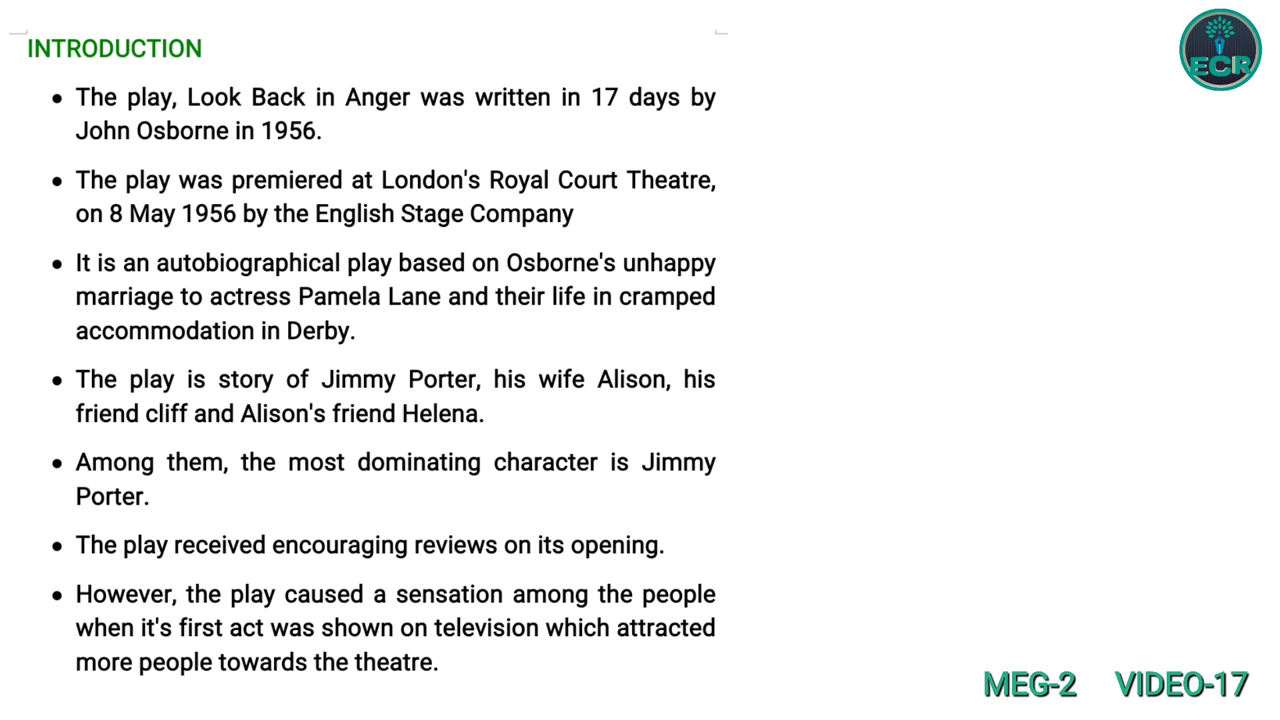 INTRODUCTION
• The play, Look Back in Anger was written in 17 days by
John Osborne in 1956.
• The play was premiered at London's Royal Court Theatre,
on 8 May 1956 by the English Stage Company
• It is an autobiographical play based on Osborne's unhappy
marriage to actress Pamela Lane and their life in cramped
accommodation in Derby.
• The play is story of Jimmy Porter, his wife Alison, his
friend cliff and Alison's friend Helena.
• Among them, the most dominating character is Jimmy
Porter.
• The play received encouraging reviews on its opening.
• However, the play caused a sensation among the people
when it's first act was shown on television which attracted
more people towards the theatre.
ECR
MEG-2 VIDEO-17